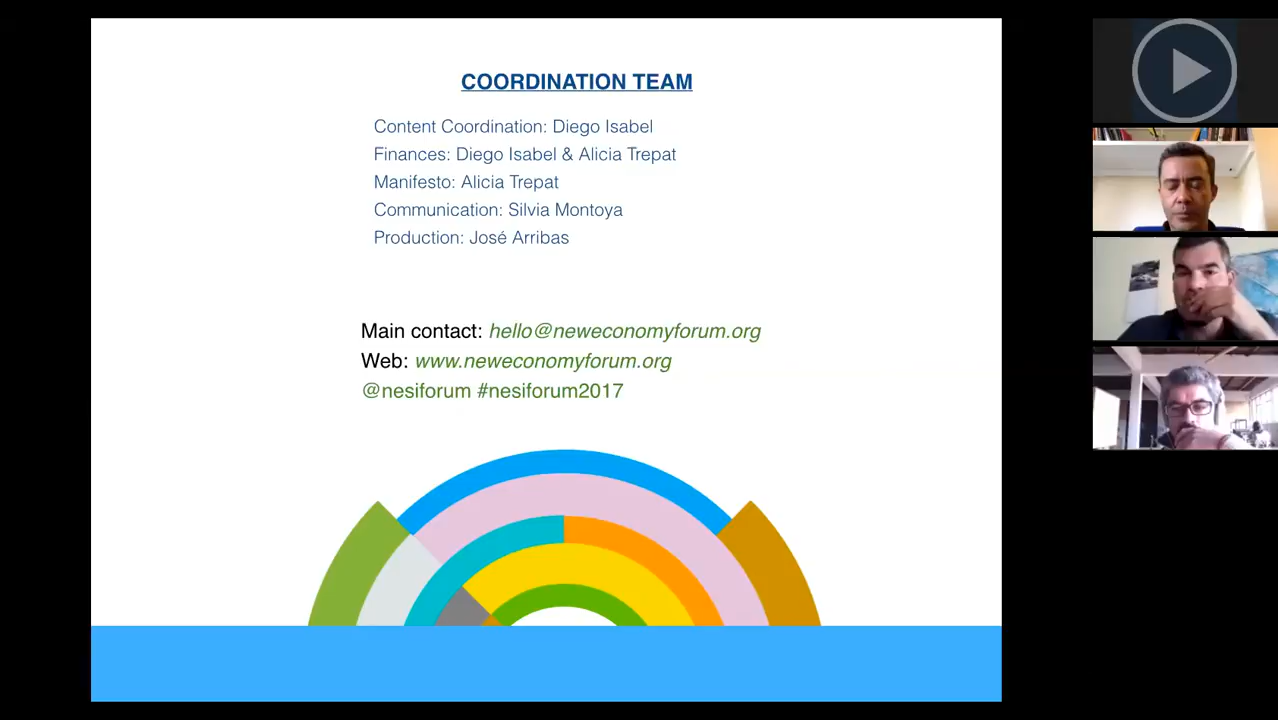 COORDINATION TEAM
Content Coordination: Diego Isabel
Finances: Diego Isabel & Alicia Trepat
Manifesto: Alicia Trepat
Communication: Silvia Montoya
Production: José Arribas
Main contact: hello@neweconomyforum.org
Web: www.neweconomyforum.org
@nesiforum #nesiforum2017